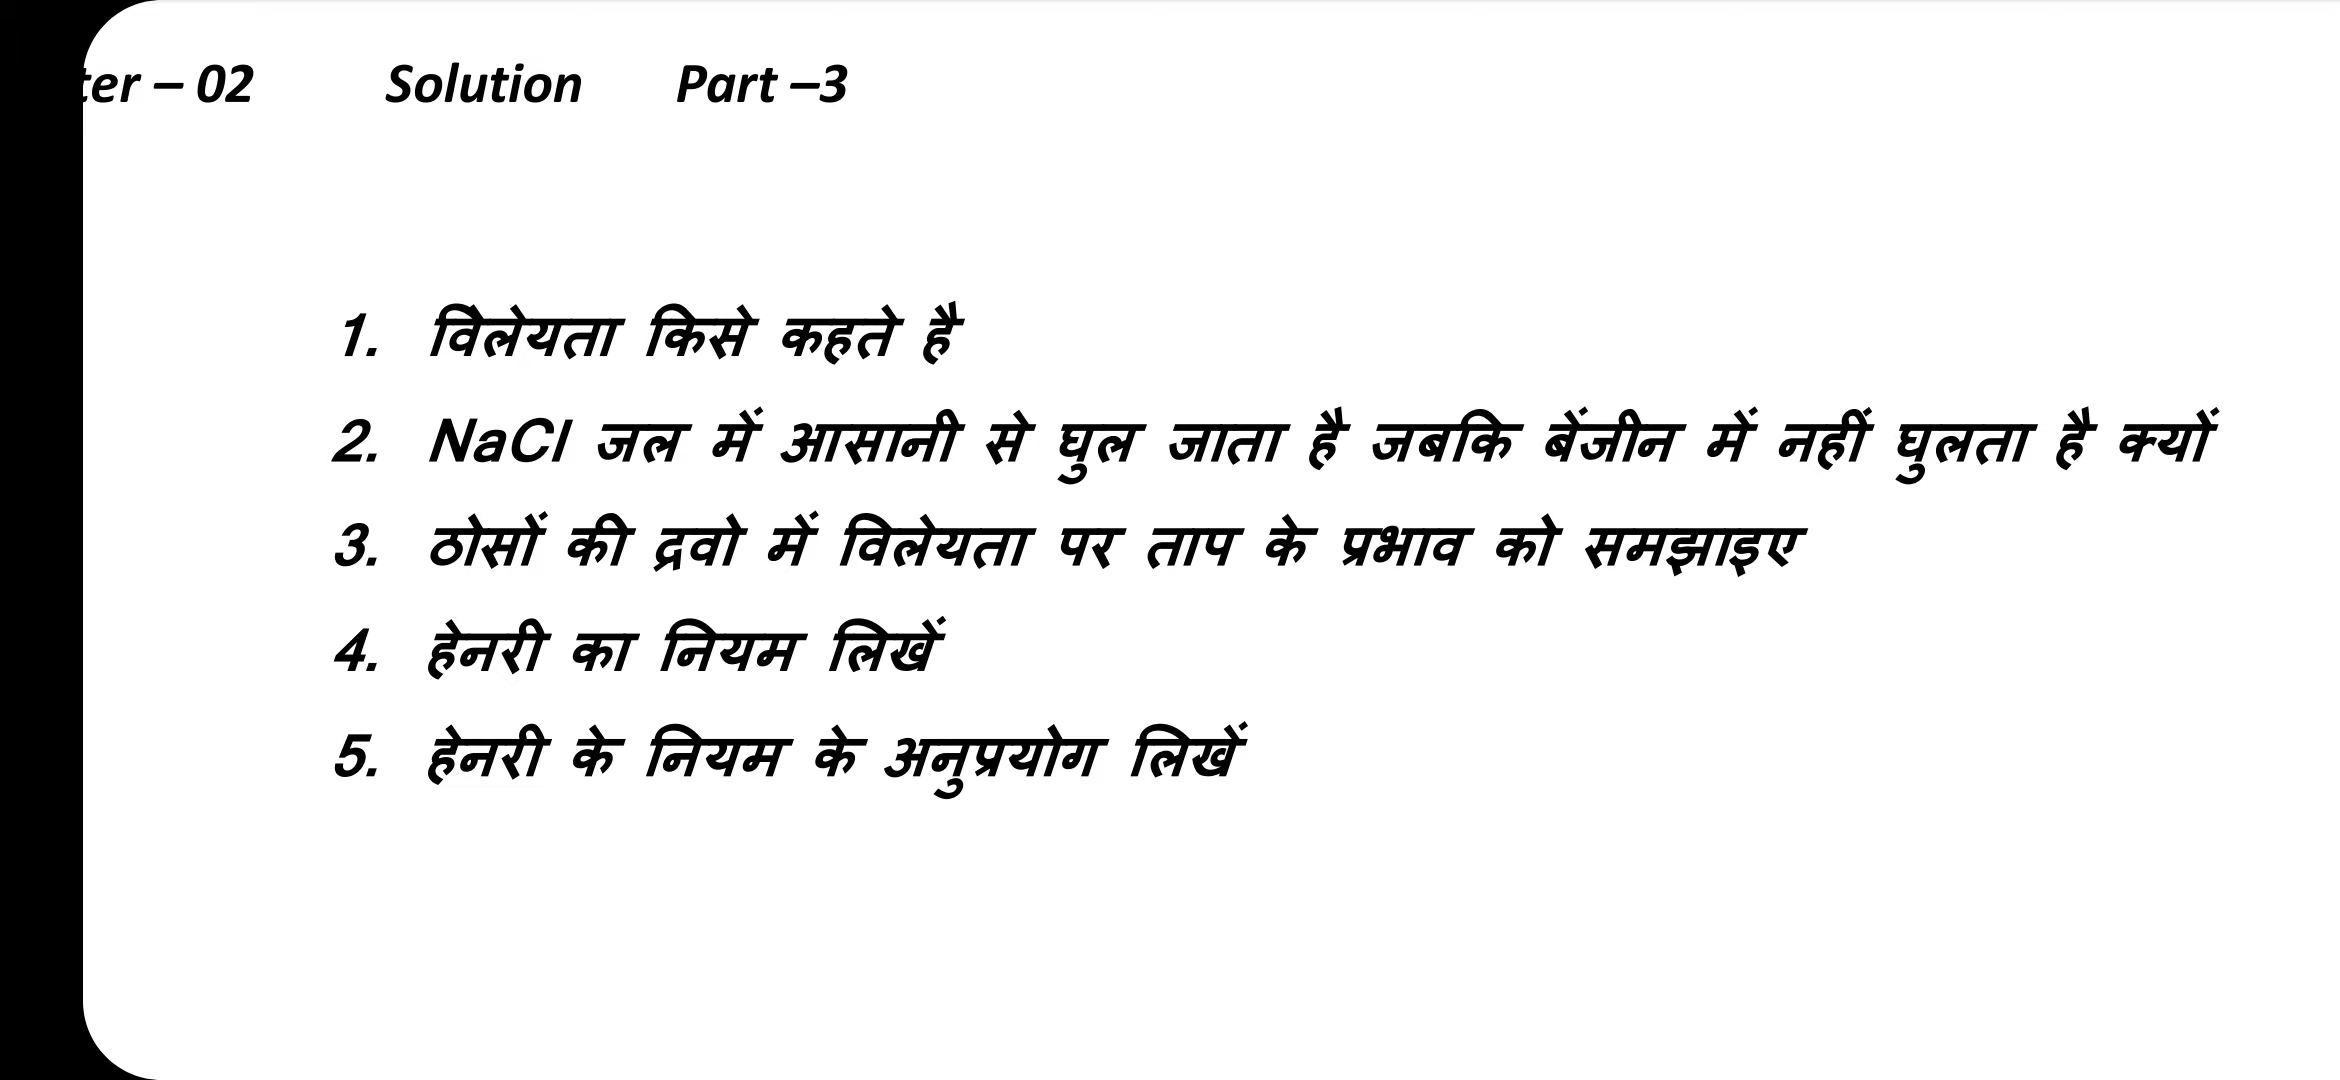 ter – 02 Solution Part –3
1. विलेयता किसे कहते है
2. NaCl जल में आसानी से घुल जाता है जबकि बेंजीन में नहीं घुलता है क्यों
3. ठोसों की द्रवो में विलेयता पर ताप के प्रभाव को समझाइए
4. हेनरी का नियम लिखें
5. हेनरी के नियम के अनुप्रयोग लिखें